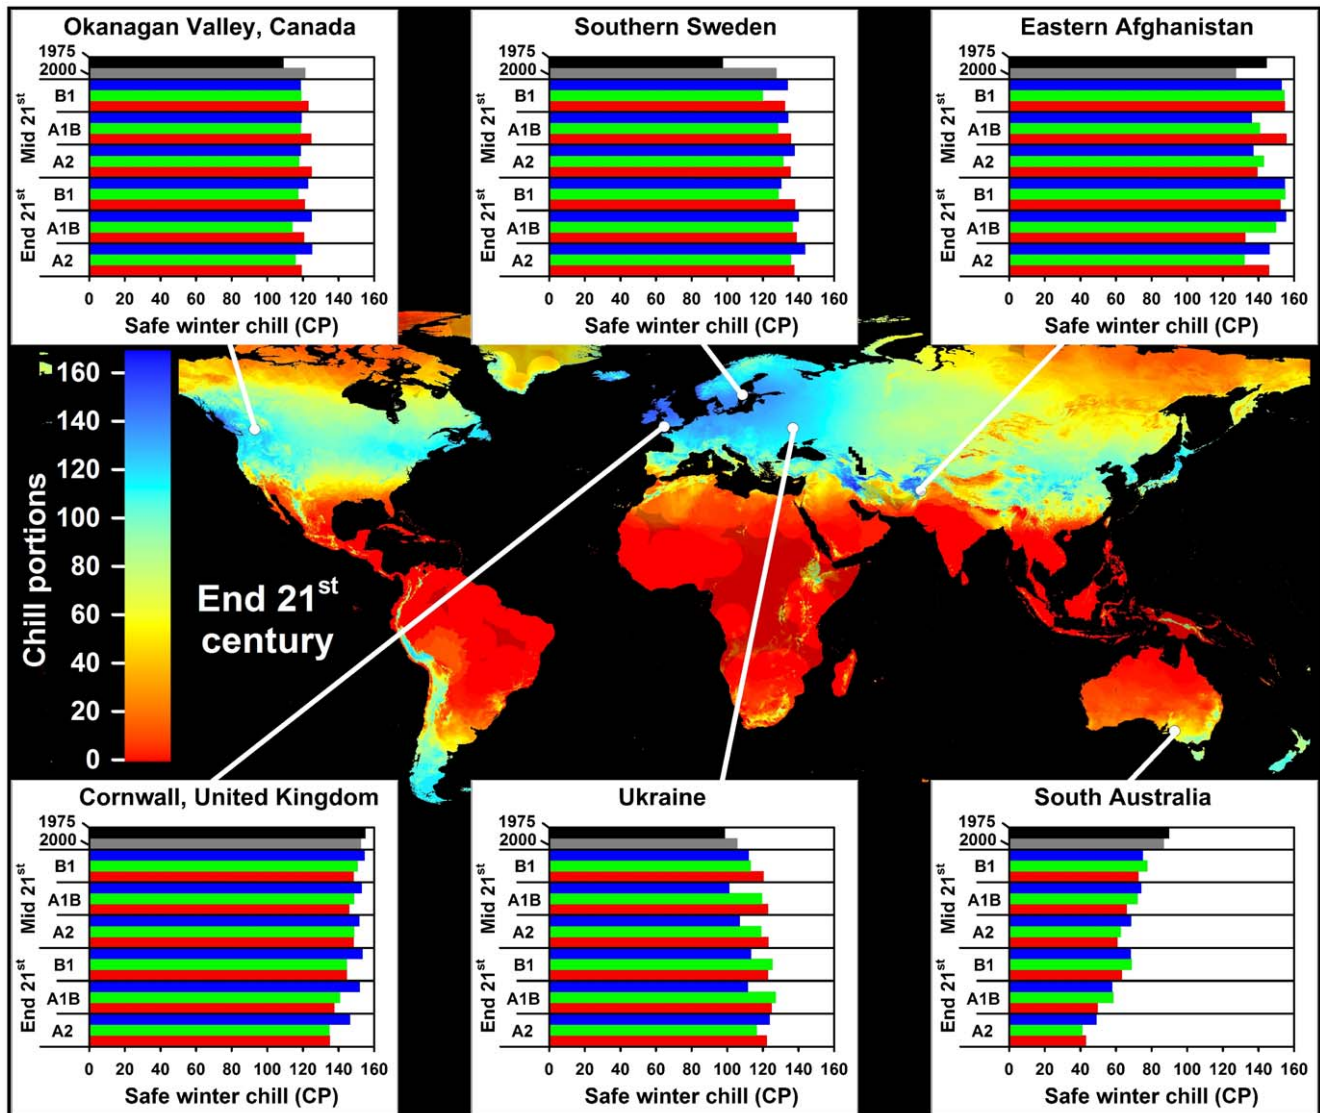 Okanagan Valley, Canada
1975
2000
Mid 21st
B1
A1B
A2
End 21st
B1
A1B
A2
0 20 40 60 80 100 120 140 160
Safe winter chill (CP)
Southern Sweden
1975
2000
Mid 21st
B1
A1B
A2
End 21st
B1
A1B
A2
0 20 40 60 80 100 120 140 160
Safe winter chill (CP)
Eastern Afghanistan
1975
2000
Mid 21st
B1
A1B
A2
End 21st
B1
A1B
A2
0 20 40 60 80 100 120 140 160
Safe winter chill (CP)
Chill portions
160
140
120
100
80
60
40
20
0
End 21st
century
Cornwall, United Kingdom
1975
2000
Mid 21st
B1
A1B
A2
End 21st
B1
A1B
A2
0 20 40 60 80 100 120 140 160
Safe winter chill (CP)
Ukraine
1975
2000
Mid 21st
B1
A1B
A2
End 21st
B1
A1B
A2
0 20 40 60 80 100 120 140 160
Safe winter chill (CP)
South Australia
1975
2000
Mid 21st
B1
A1B
A2
End 21st
B1
A1B
A2
0 20 40 60 80 100 120 140 160
Safe winter chill (CP)